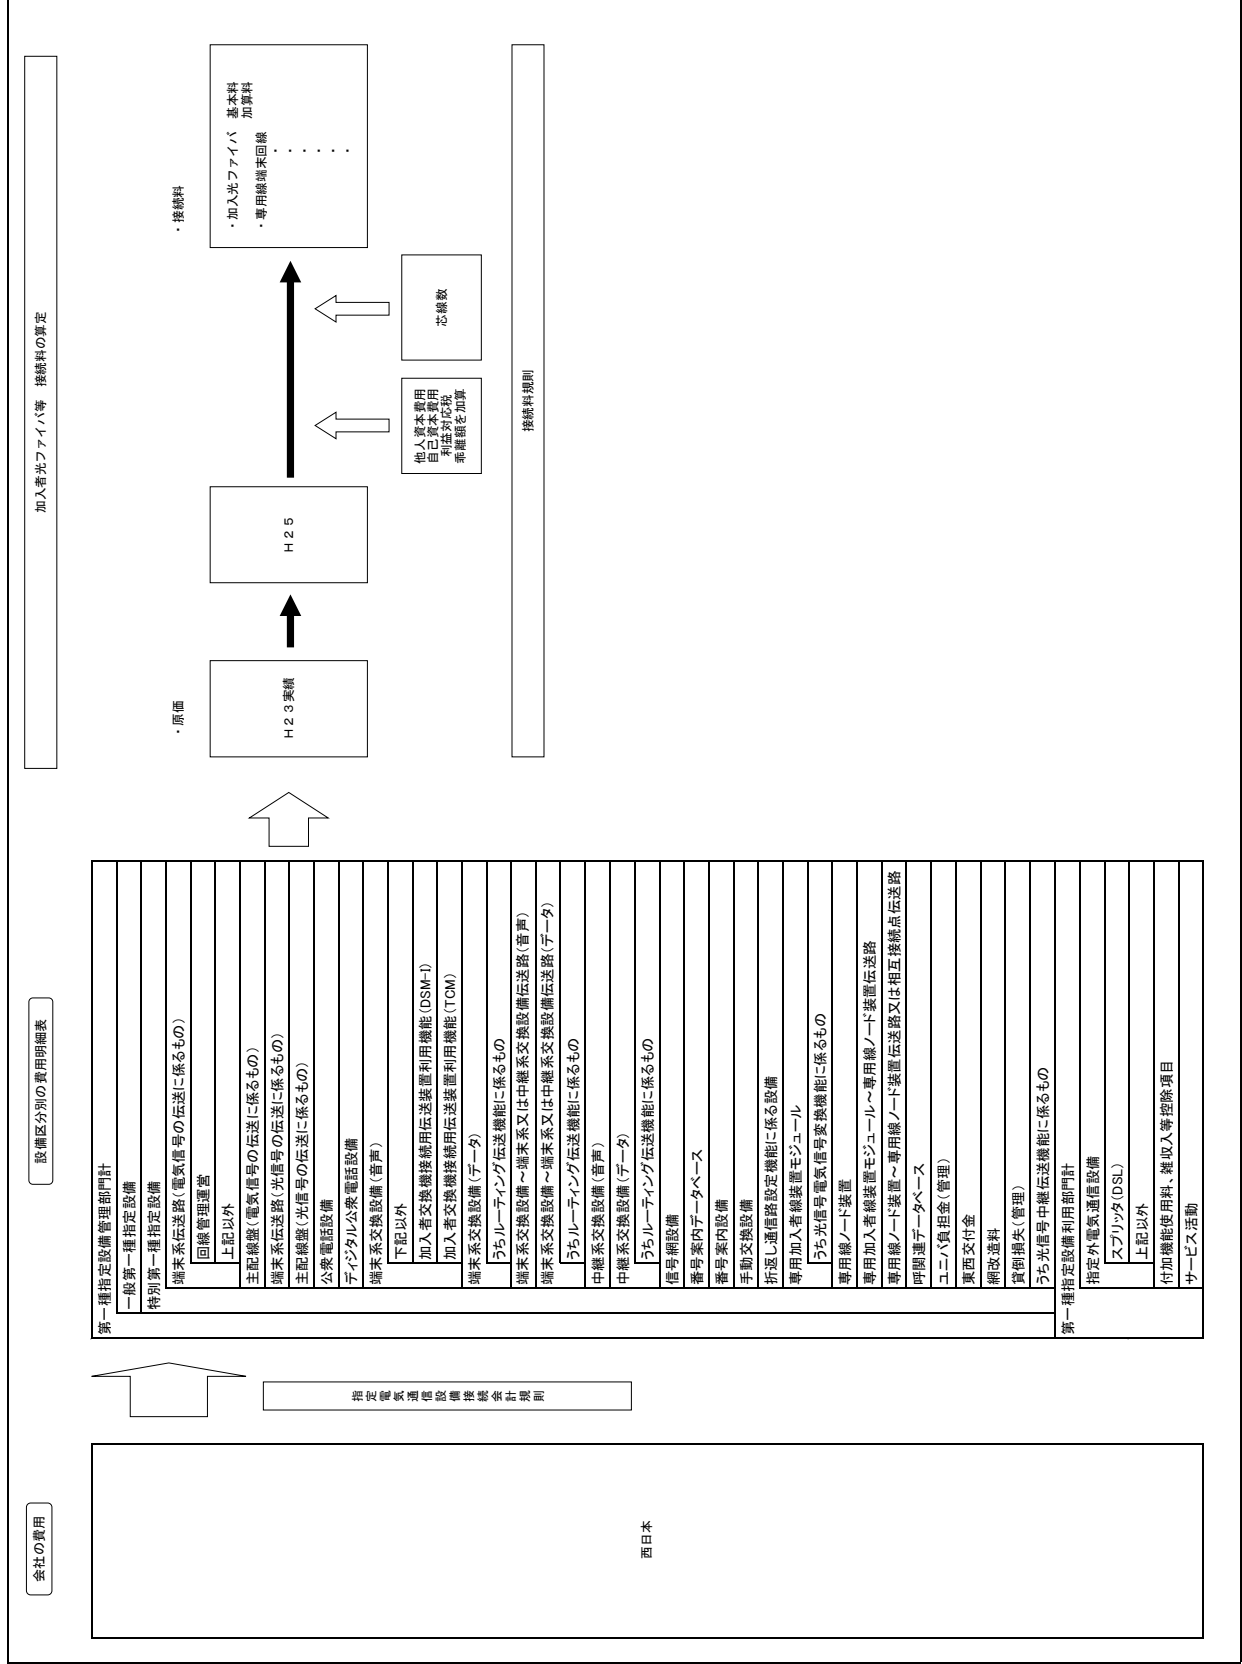 会社の費用
設備区分別の費用明細表
加入者光ファイバ等　接続料の算定
西日本
指定電気通信設備接続会計規則
第一種指定設備管理部門計
一般第一種指定設備
特別第一種指定設備
端末系伝送路(電気信号の伝送に係るもの)
回線管理運営
上記以外
主配線盤(電気信号の伝送に係るもの)
端末系伝送路(光信号の伝送に係るもの)
主配線盤(光信号の伝送に係るもの)
公衆電話設備
ディジタル公衆電話設備
端末系交換設備(音声)
下記以外
加入者交換機接続用伝送装置利用機能(DSM-I)
加入者交換機接続用伝送装置利用機能(TCM)
端末系交換設備(データ)
うちルーティング伝送機能に係るもの
端末系交換設備～端末系又は中継系交換設備伝送路(音声)
端末系交換設備～端末系又は中継系交換設備伝送路(データ)
うちルーティング伝送機能に係るもの
中継系交換設備(音声)
中継系交換設備(データ)
うちルーティング伝送機能に係るもの
信号網設備
番号案内データベース
番号案内設備
手動交換設備
折返し通信路設定機能に係る設備
専用加入者線装置モジュール
うち光信号電気信号変換機能に係るもの
専用線ノード装置
専用加入者線装置モジュール～専用線ノード装置伝送路
専用線ノード装置～専用線ノード装置伝送路又は相互接続点伝送路
呼関連データベース
ユニバ負担金(管理)
東西交付金
網改造料
貸倒損失(管理)
うち光信号中継伝送機能に係るもの
第一種指定設備利用部門計
指定外電気通信設備
スプリッタ(DSL)
上記以外
付加機能使用料、雑収入等控除項目
サービス活動
・原価
H23実績
H25
他人資本費用
自己資本費用
利益対応税
乖離額を加算
芯線数
・接続料
・加入光ファイバ　基本料
加算料
・専用線端末回線
・
・
・
・
・
・
接続料規則